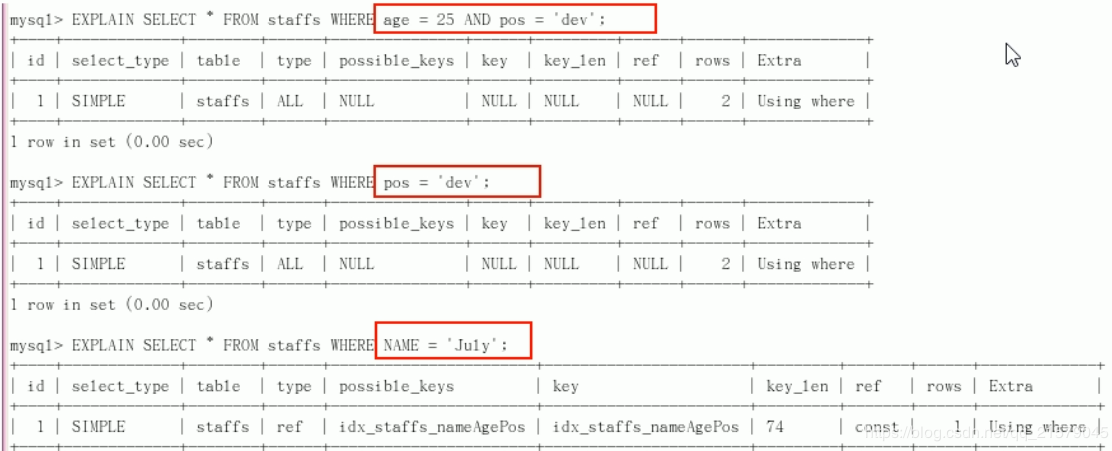 mysql> EXPLAIN SELECT * FROM staffs WHERE age = 25 AND pos = 'dev';
| id | select_type | table | type | possible_keys | key | key_len | ref | rows | Extra |
| 1 | SIMPLE | staffs | ALL | NULL | NULL | NULL | NULL | 2 | Using where |
1 row in set (0.00 sec)
mysql> EXPLAIN SELECT * FROM staffs WHERE pos = 'dev';
| id | select_type | table | type | possible_keys | key | key_len | ref | rows | Extra |
| 1 | SIMPLE | staffs | ALL | NULL | NULL | NULL | NULL | 2 | Using where |
1 row in set (0.00 sec)
mysql> EXPLAIN SELECT * FROM staffs WHERE NAME = 'July';
| id | select_type | table | type | possible_keys | key | key_len | ref | rows | Extra |
| 1 | SIMPLE | staffs | ref | idx_staffs_nameAgePos | idx_staffs_nameAgePos | 74 | const | 1 | Using where |